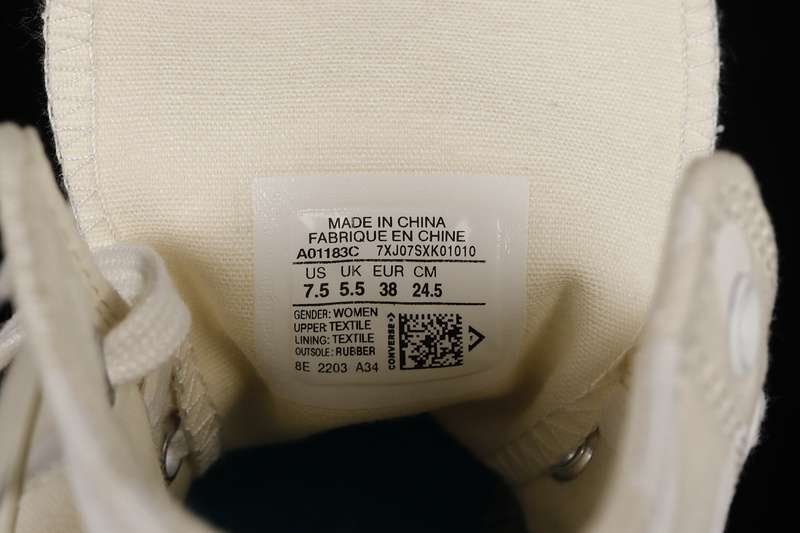 MADE IN CHINA
FABRIQUE EN CHINE
A01183C 7XJ07SXK01010
US UK EUR CM
7.5 5.5 38 24.5
GENDER: WOMEN
UPPER: TEXTILE
LINING: TEXTILE
OUTSOLE: RUBBER
8E 2203 A34
CONVERSE